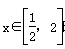 x∈[1/2, 2]